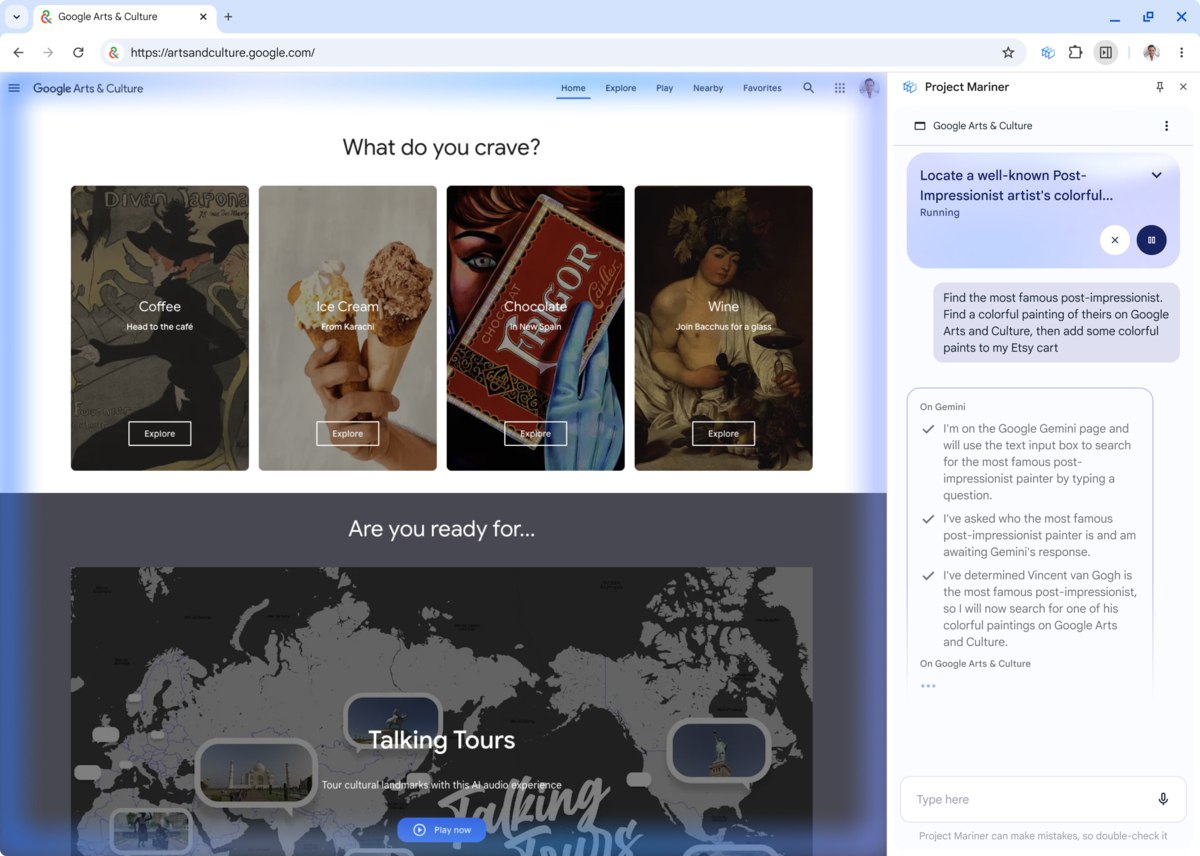 Google Arts & Culture
https://artsandculture.google.com/
Google Arts & Culture
Home Explore Play Nearby Favorites
What do you crave?
DIVAN JAPONAIS
Coffee
Head to the café
Explore
Ice Cream
From Karachi
Explore
CHOCOLAT
FRIGOR
Cailler
Chocolate
in New Spain
Explore
Wine
Join Bacchus for a glass
Explore
Are you ready for...
Talking Tours
Tour cultural landmarks with this AI audio experience
Talking
Tours
Play now
Project Mariner
Google Arts & Culture
Locate a well-known Post-
Impressionist artist's colorful...
Running
Find the most famous post-impressionist.
Find a colorful painting of theirs on Google
Arts and Culture, then add some colorful
paints to my Etsy cart
On Gemini
I'm on the Google Gemini page and
will use the text input box to search
for the most famous post-
impressionist painter by typing a
question.
I've asked who the most famous
post-impressionist painter is and am
awaiting Gemini's response.
I've determined Vincent van Gogh is
the most famous post-impressionist,
so I will now search for one of his
colorful paintings on Google Arts
and Culture.
On Google Arts & Culture
Type here
Project Mariner can make mistakes, so double-check it